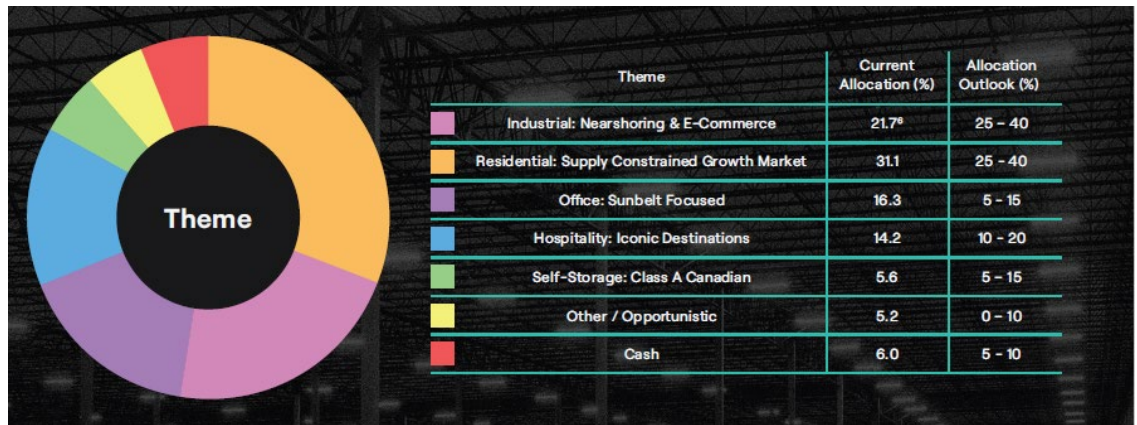 Theme
Theme
Current
Allocation (%)
Allocation
Outlook (%)
Industrial: Nearshoring & E-Commerce 21.7⁶ 25 – 40
Residential: Supply Constrained Growth Market 31.1 25 - 40
Office: Sunbelt Focused 16.3 5 - 15
Hospitality: Iconic Destinations 14.2 10 - 20
Self-Storage: Class A Canadian 5.6 5 – 15
Other / Opportunistic 5.2 0 – 10
Cash 6.0 5 - 10